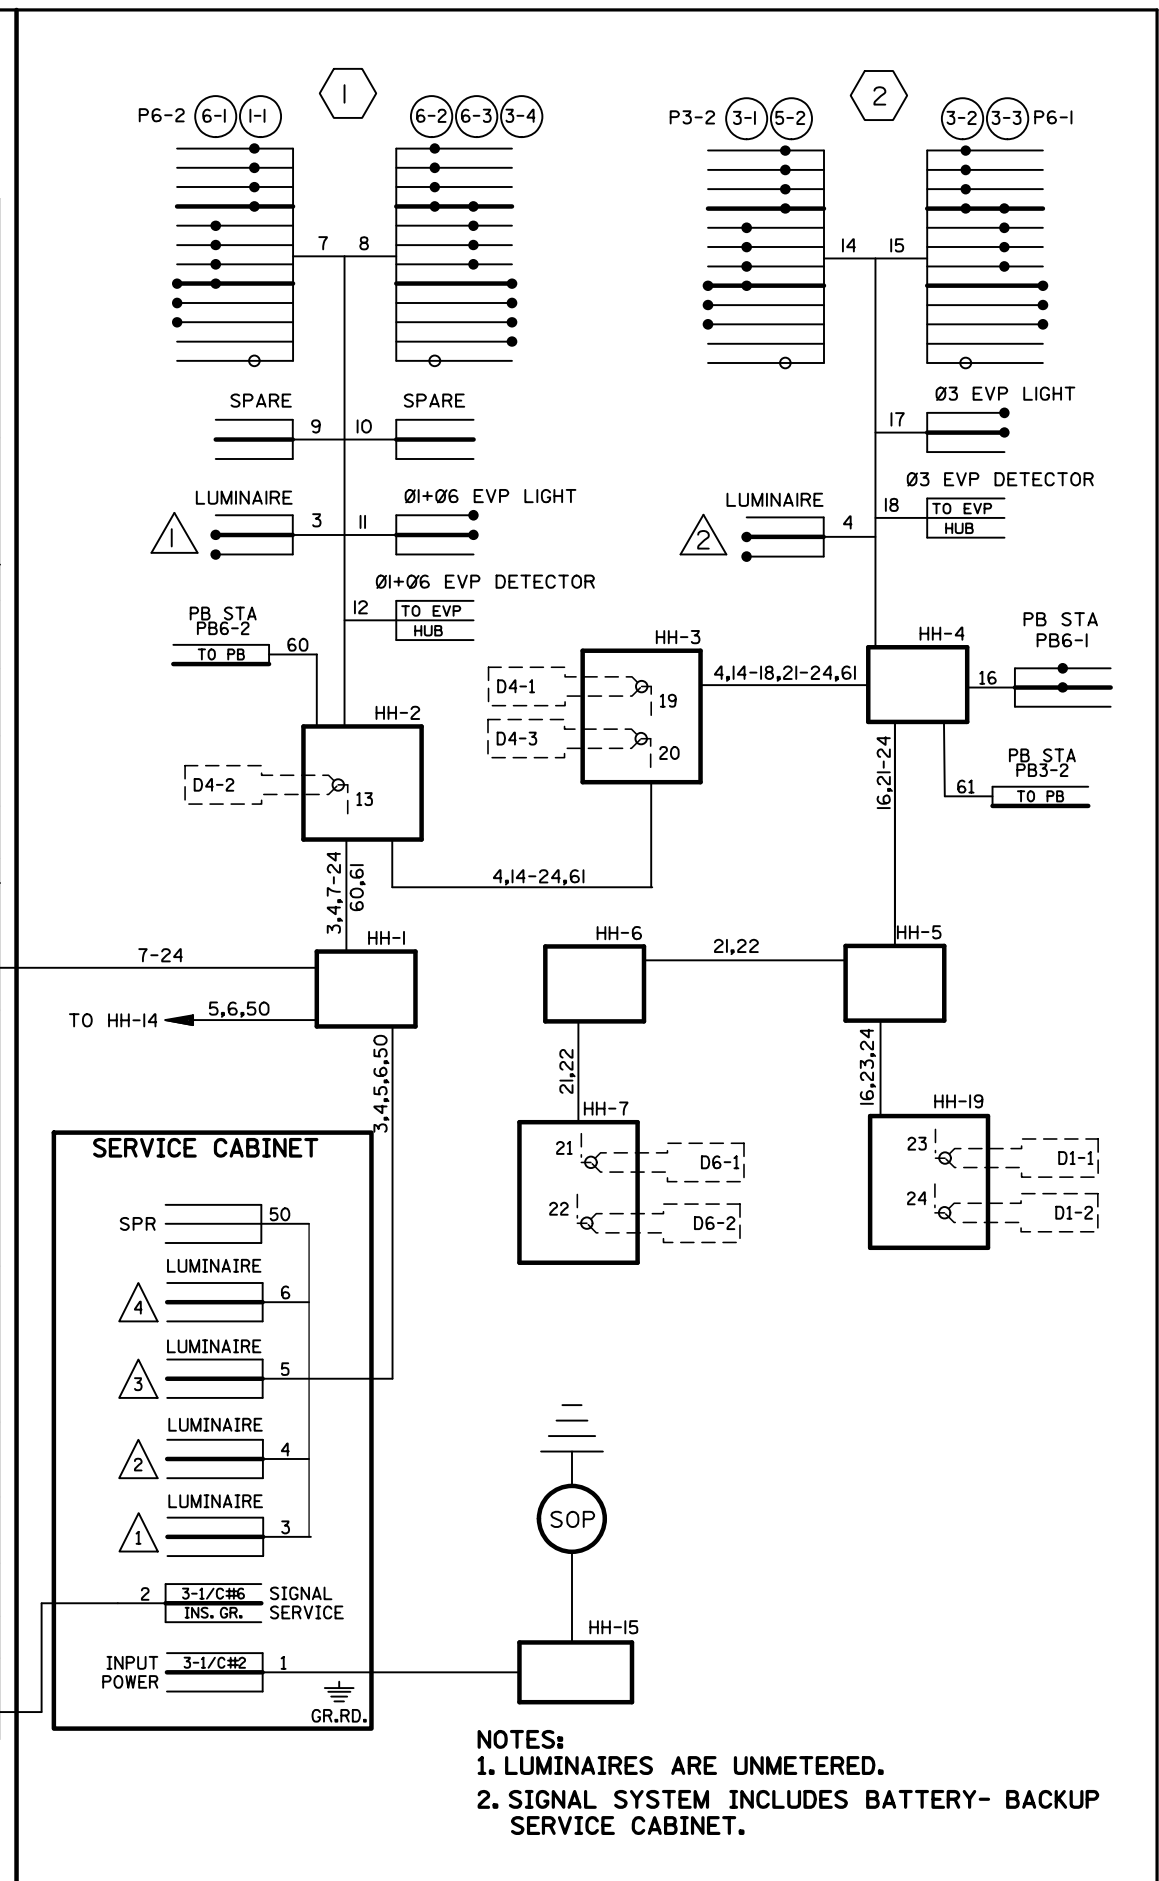 1
2
P6-2 6-1 1-1
6-2 6-3 3-4
P3-2 3-1 5-2
3-2 3-3 P6-1
7 8
14 15
SPARE
SPARE
9 10
Ø3 EVP LIGHT
17
LUMINAIRE
1
3 11
Ø1+Ø6 EVP LIGHT
LUMINAIRE
2
4
Ø3 EVP DETECTOR
18
TO EVP
HUB
Ø1+Ø6 EVP DETECTOR
12
TO EVP
HUB
PB STA
PB6-2
TO PB
60
HH-3
D4-1
19
D4-3
20
4,14-18,21-24,61
HH-4
PB STA
PB6-1
16
HH-2
D4-2
13
16,21-24
PB STA
PB3-2
TO PB
61
3,4,7-24
60,61
4,14-24,61
HH-1
7-24
TO HH-14
5,6,50
HH-6
21,22
HH-5
3,4,5,6,50
21,22
16,23,24
HH-7
21
D6-1
22
D6-2
HH-19
23
D1-1
24
D1-2
SERVICE CABINET
SPR
50
LUMINAIRE
4
6
LUMINAIRE
3
5
LUMINAIRE
2
4
LUMINAIRE
1
3
2
3-1/C#6
INS. GR.
SIGNAL
SERVICE
INPUT
POWER
3-1/C#2
1
GR.RD.
SOP
HH-15
NOTES:
1. LUMINAIRES ARE UNMETERED.
2. SIGNAL SYSTEM INCLUDES BATTERY- BACKUP
SERVICE CABINET.